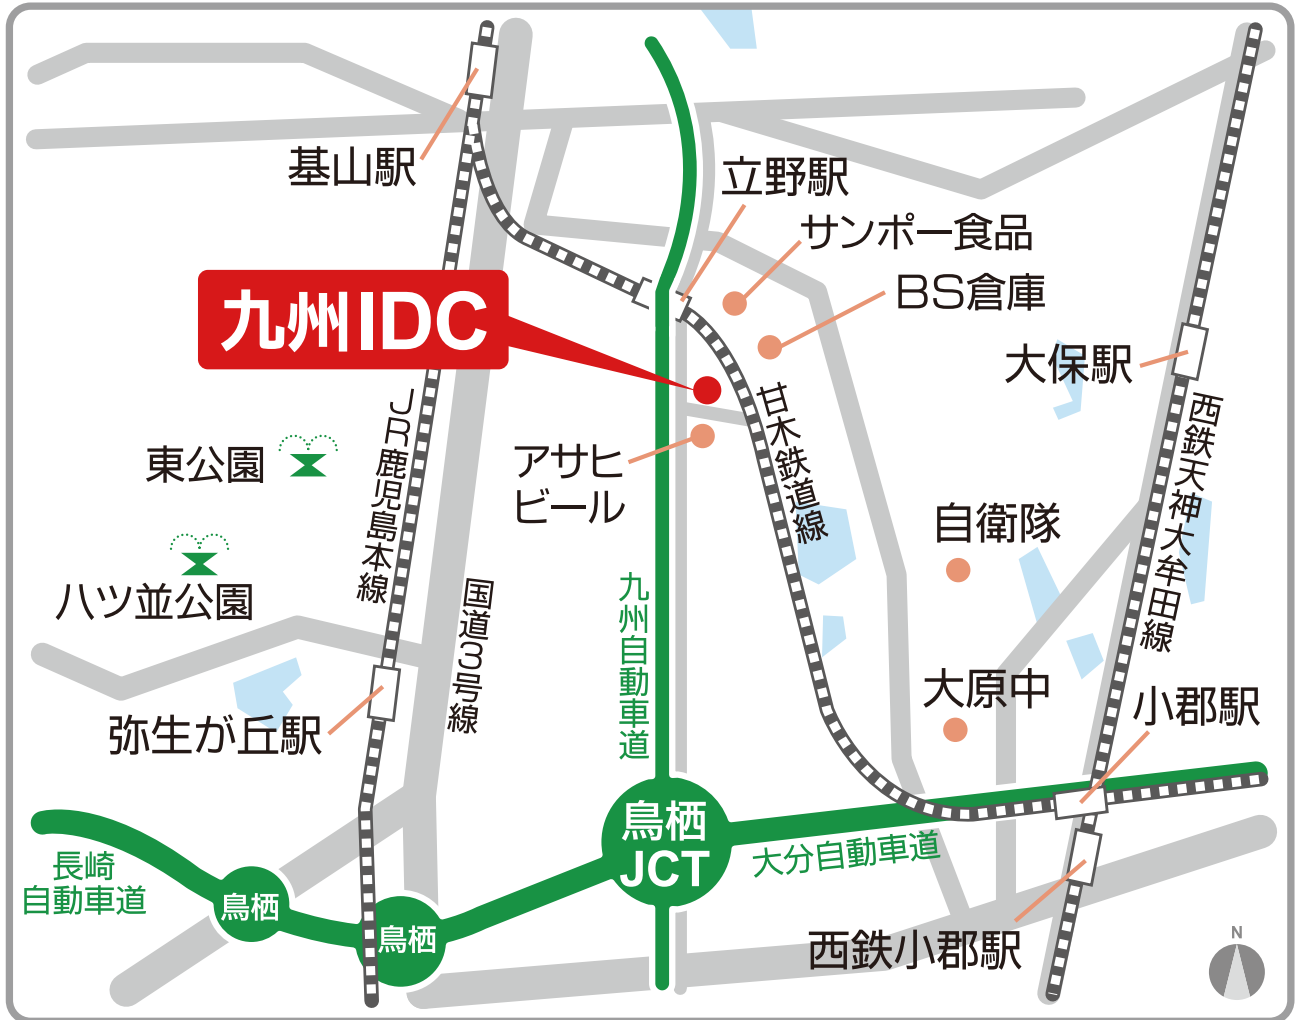 基山駅
立野駅
サンポー食品
BS倉庫
九州IDC
大保駅
JR鹿児島本線
甘木鉄道線
西鉄天神大牟田線
東公園
アサヒ
ビール
自衛隊
八ツ並公園
国道3号線
九州自動車道
大原中
小郡駅
弥生が丘駅
鳥栖
JCT
大分自動車道
長崎
自動車道
鳥栖
鳥栖
西鉄小郡駅
N